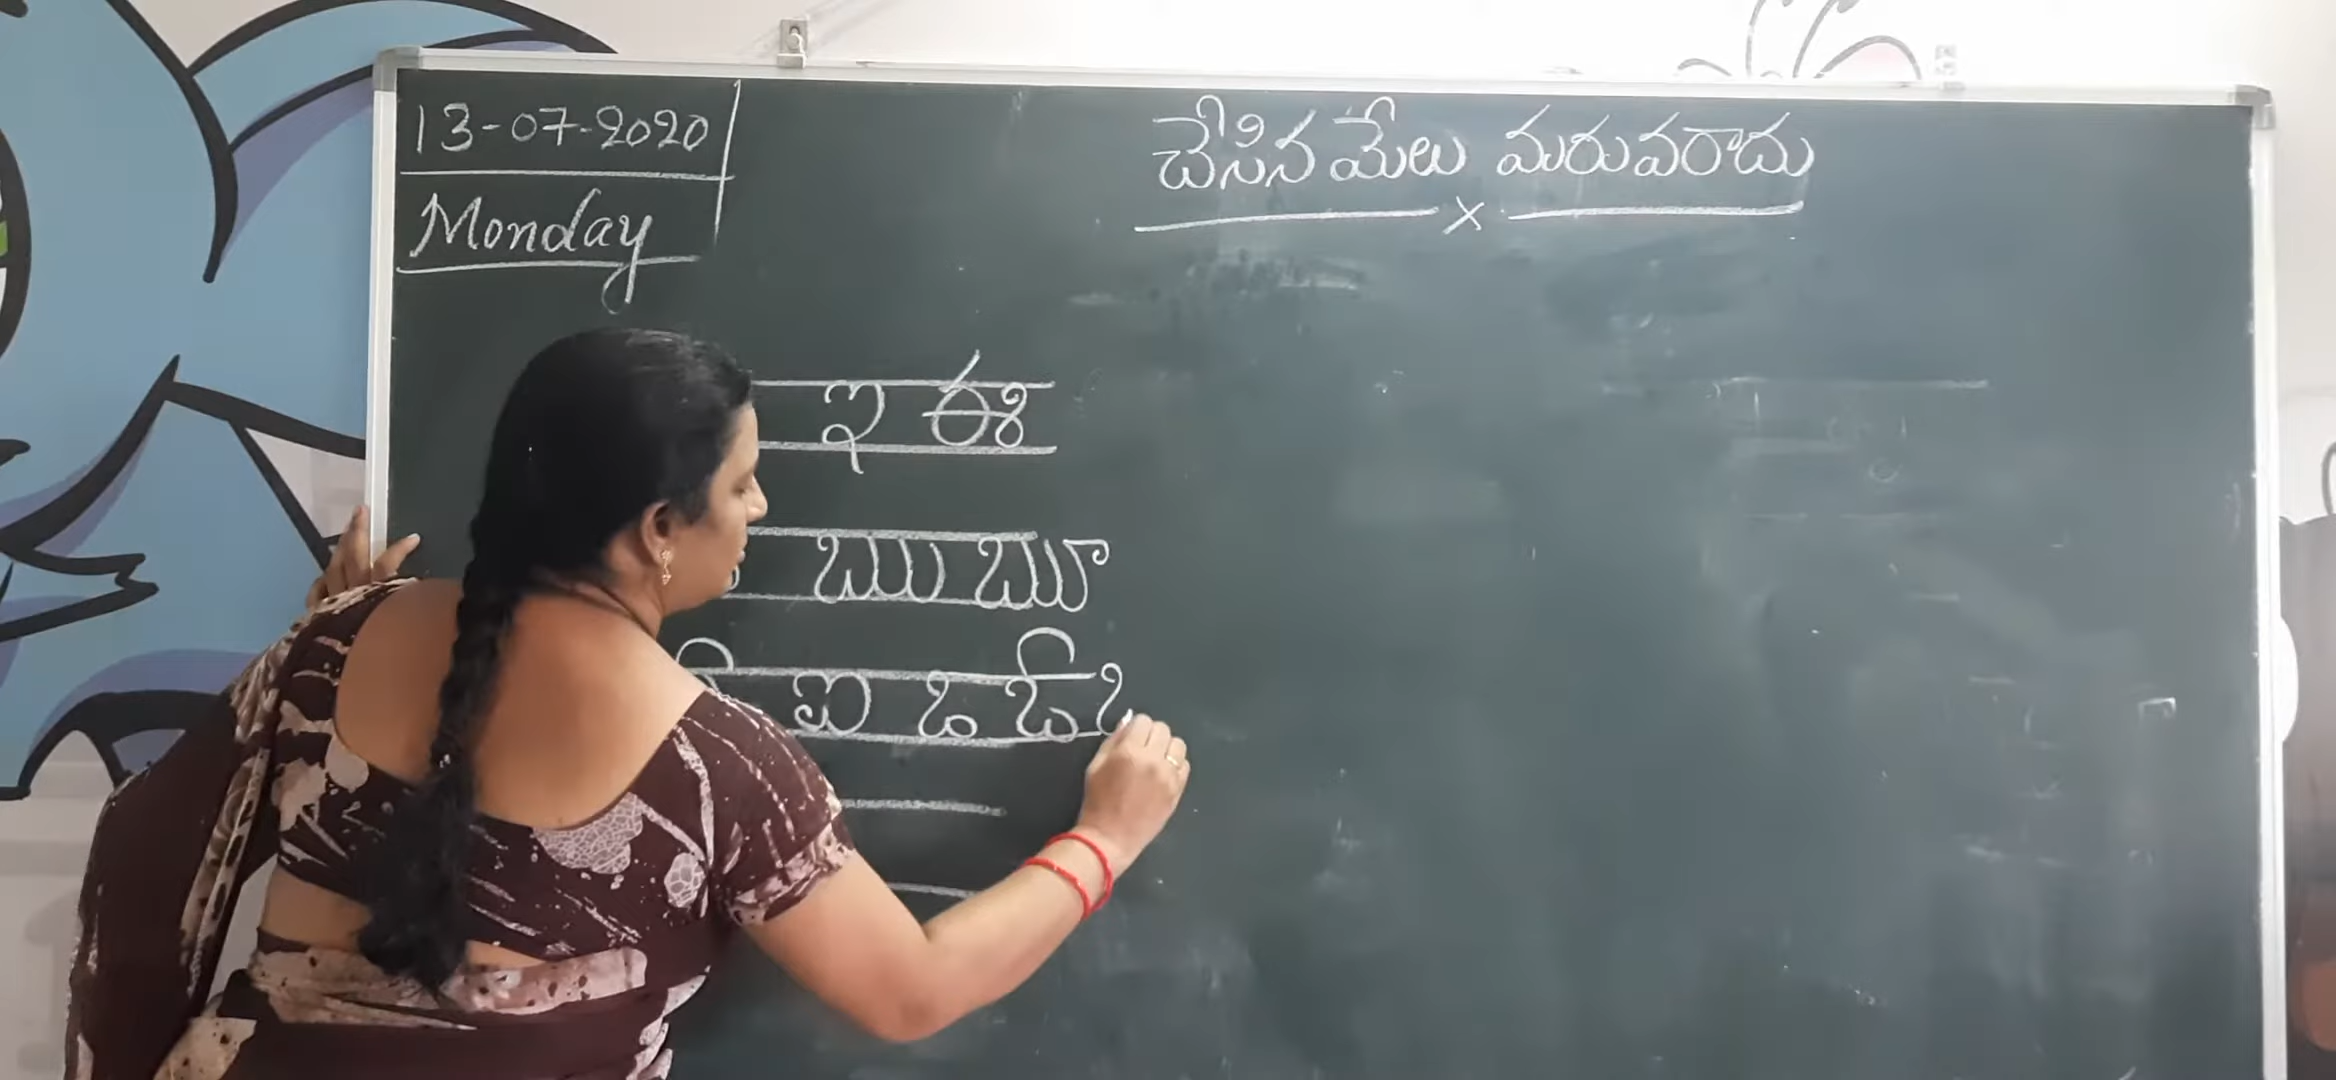 13-07-2020
Monday
చేసిన మేలు మరువరాదు
ఇ ఈ
ఋ ౠ
ఐ ఒ ఓ